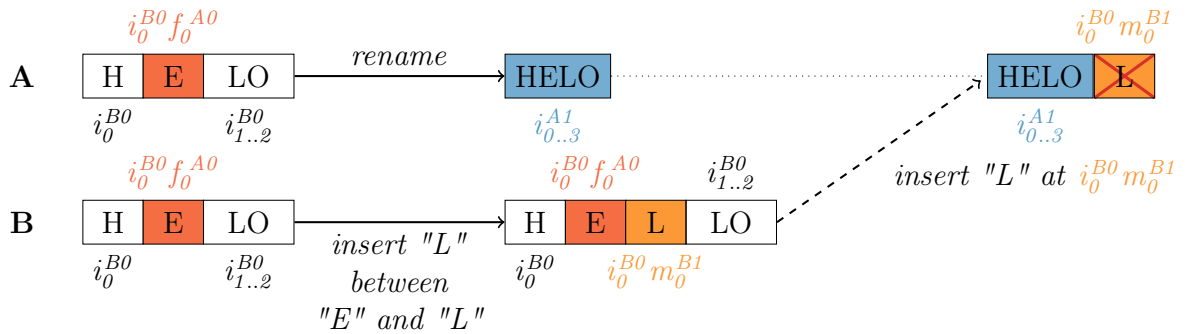 i_0^{B0} f_0^{A0}
i_0^{B0} m_0^{B1}
A H E LO rename HELO HELO L
i_0^{B0} i_{1..2}^{B0} i_{0..3}^{A1} i_{0..3}^{A1}
i_0^{B0} f_0^{A0} i_0^{B0} f_0^{A0} i_{1..2}^{B0} insert "L" at i_0^{B0} m_0^{B1}
B H E LO H E L LO
i_0^{B0} i_{1..2}^{B0} insert "L" i_0^{B0} i_0^{B0} m_0^{B1}
between
"E" and "L"